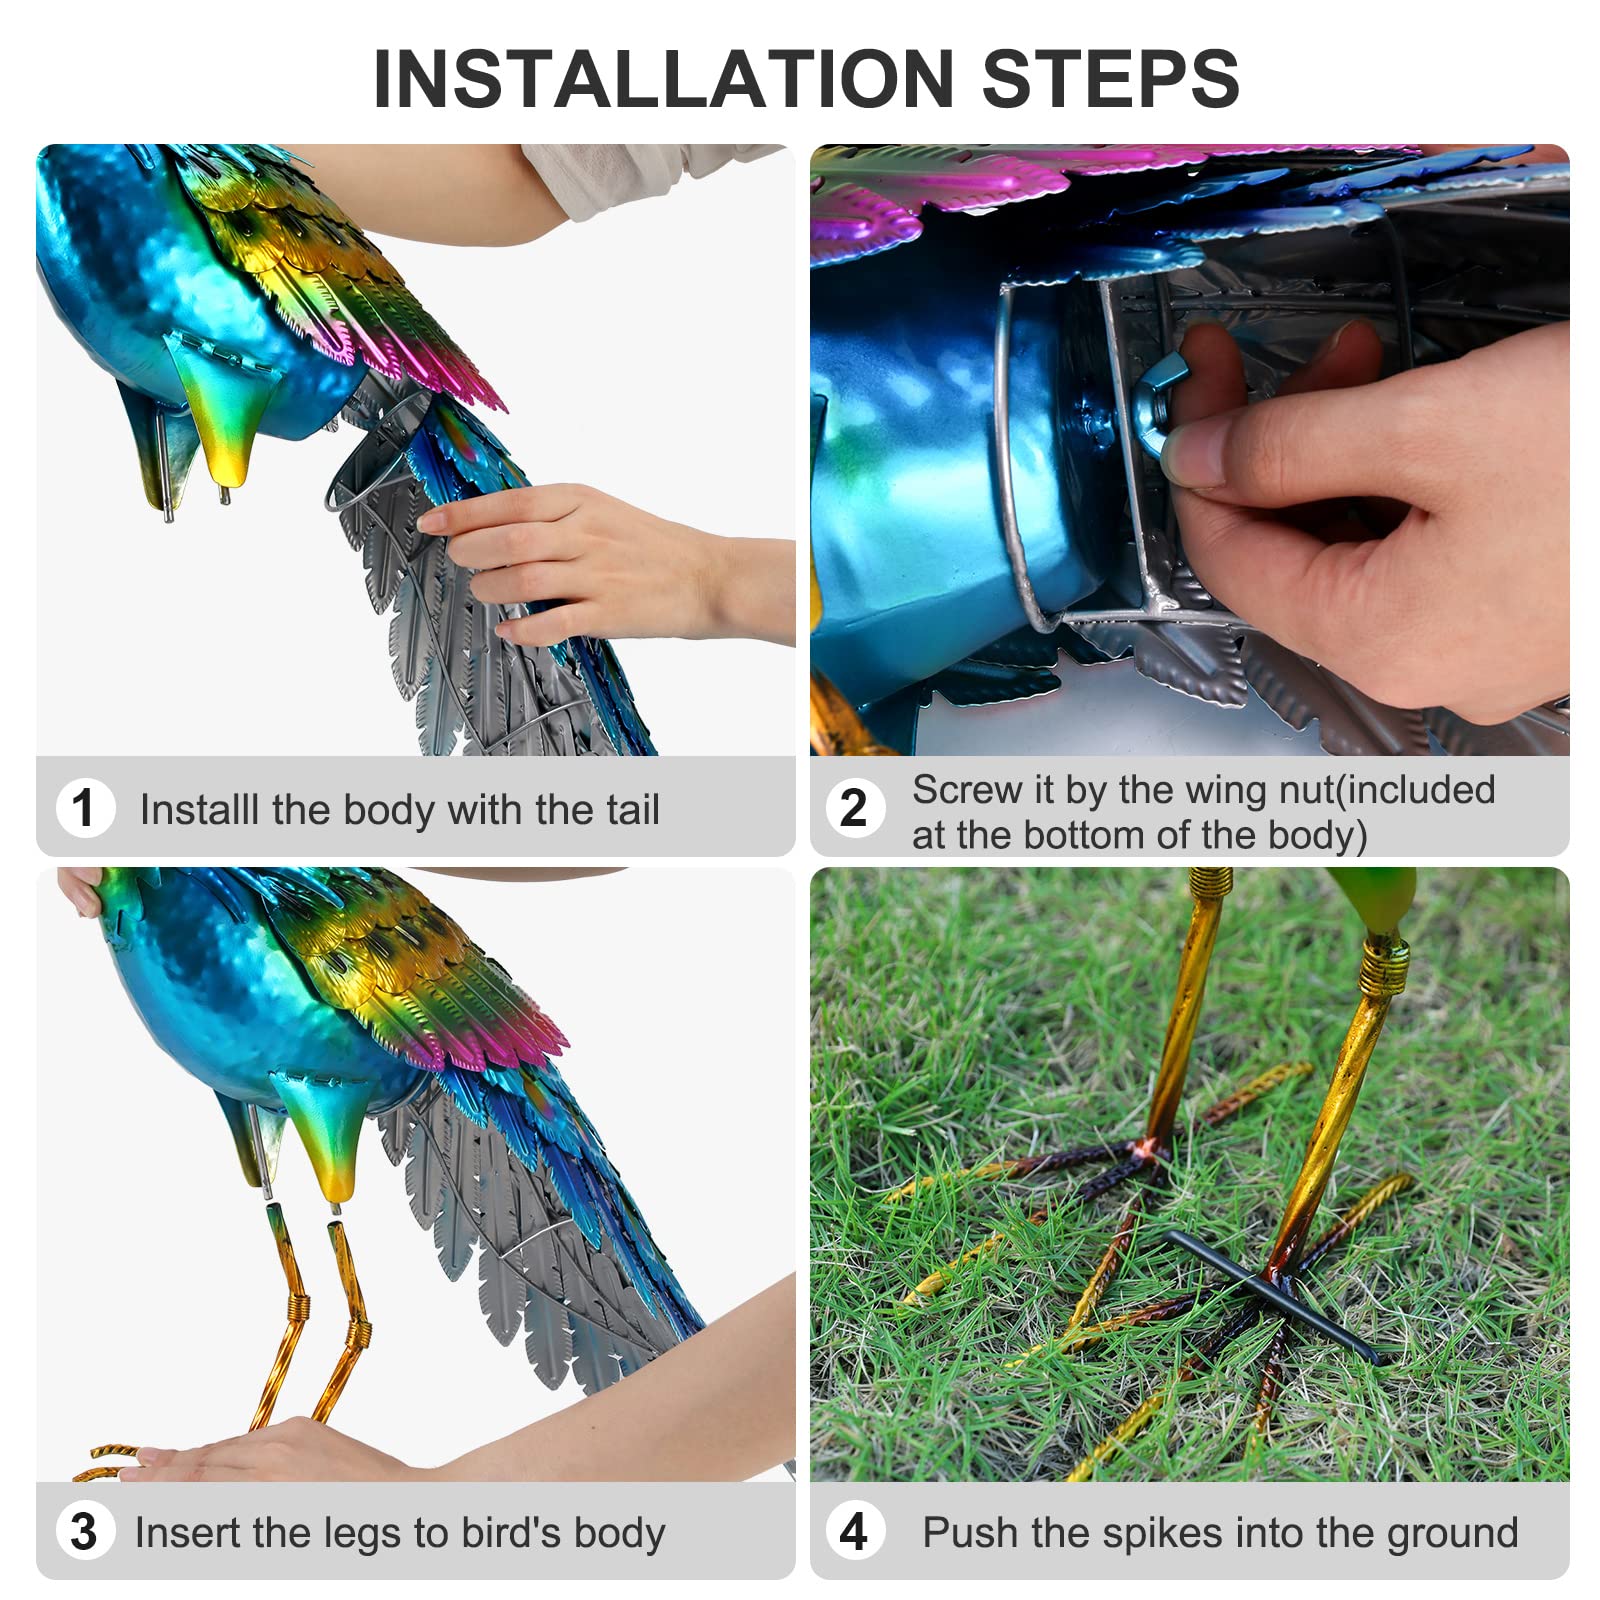 INSTALLATION STEPS
1 Installl the body with the tail
2 Screw it by the wing nut(included
at the bottom of the body)
3 Insert the legs to bird's body
4 Push the spikes into the ground